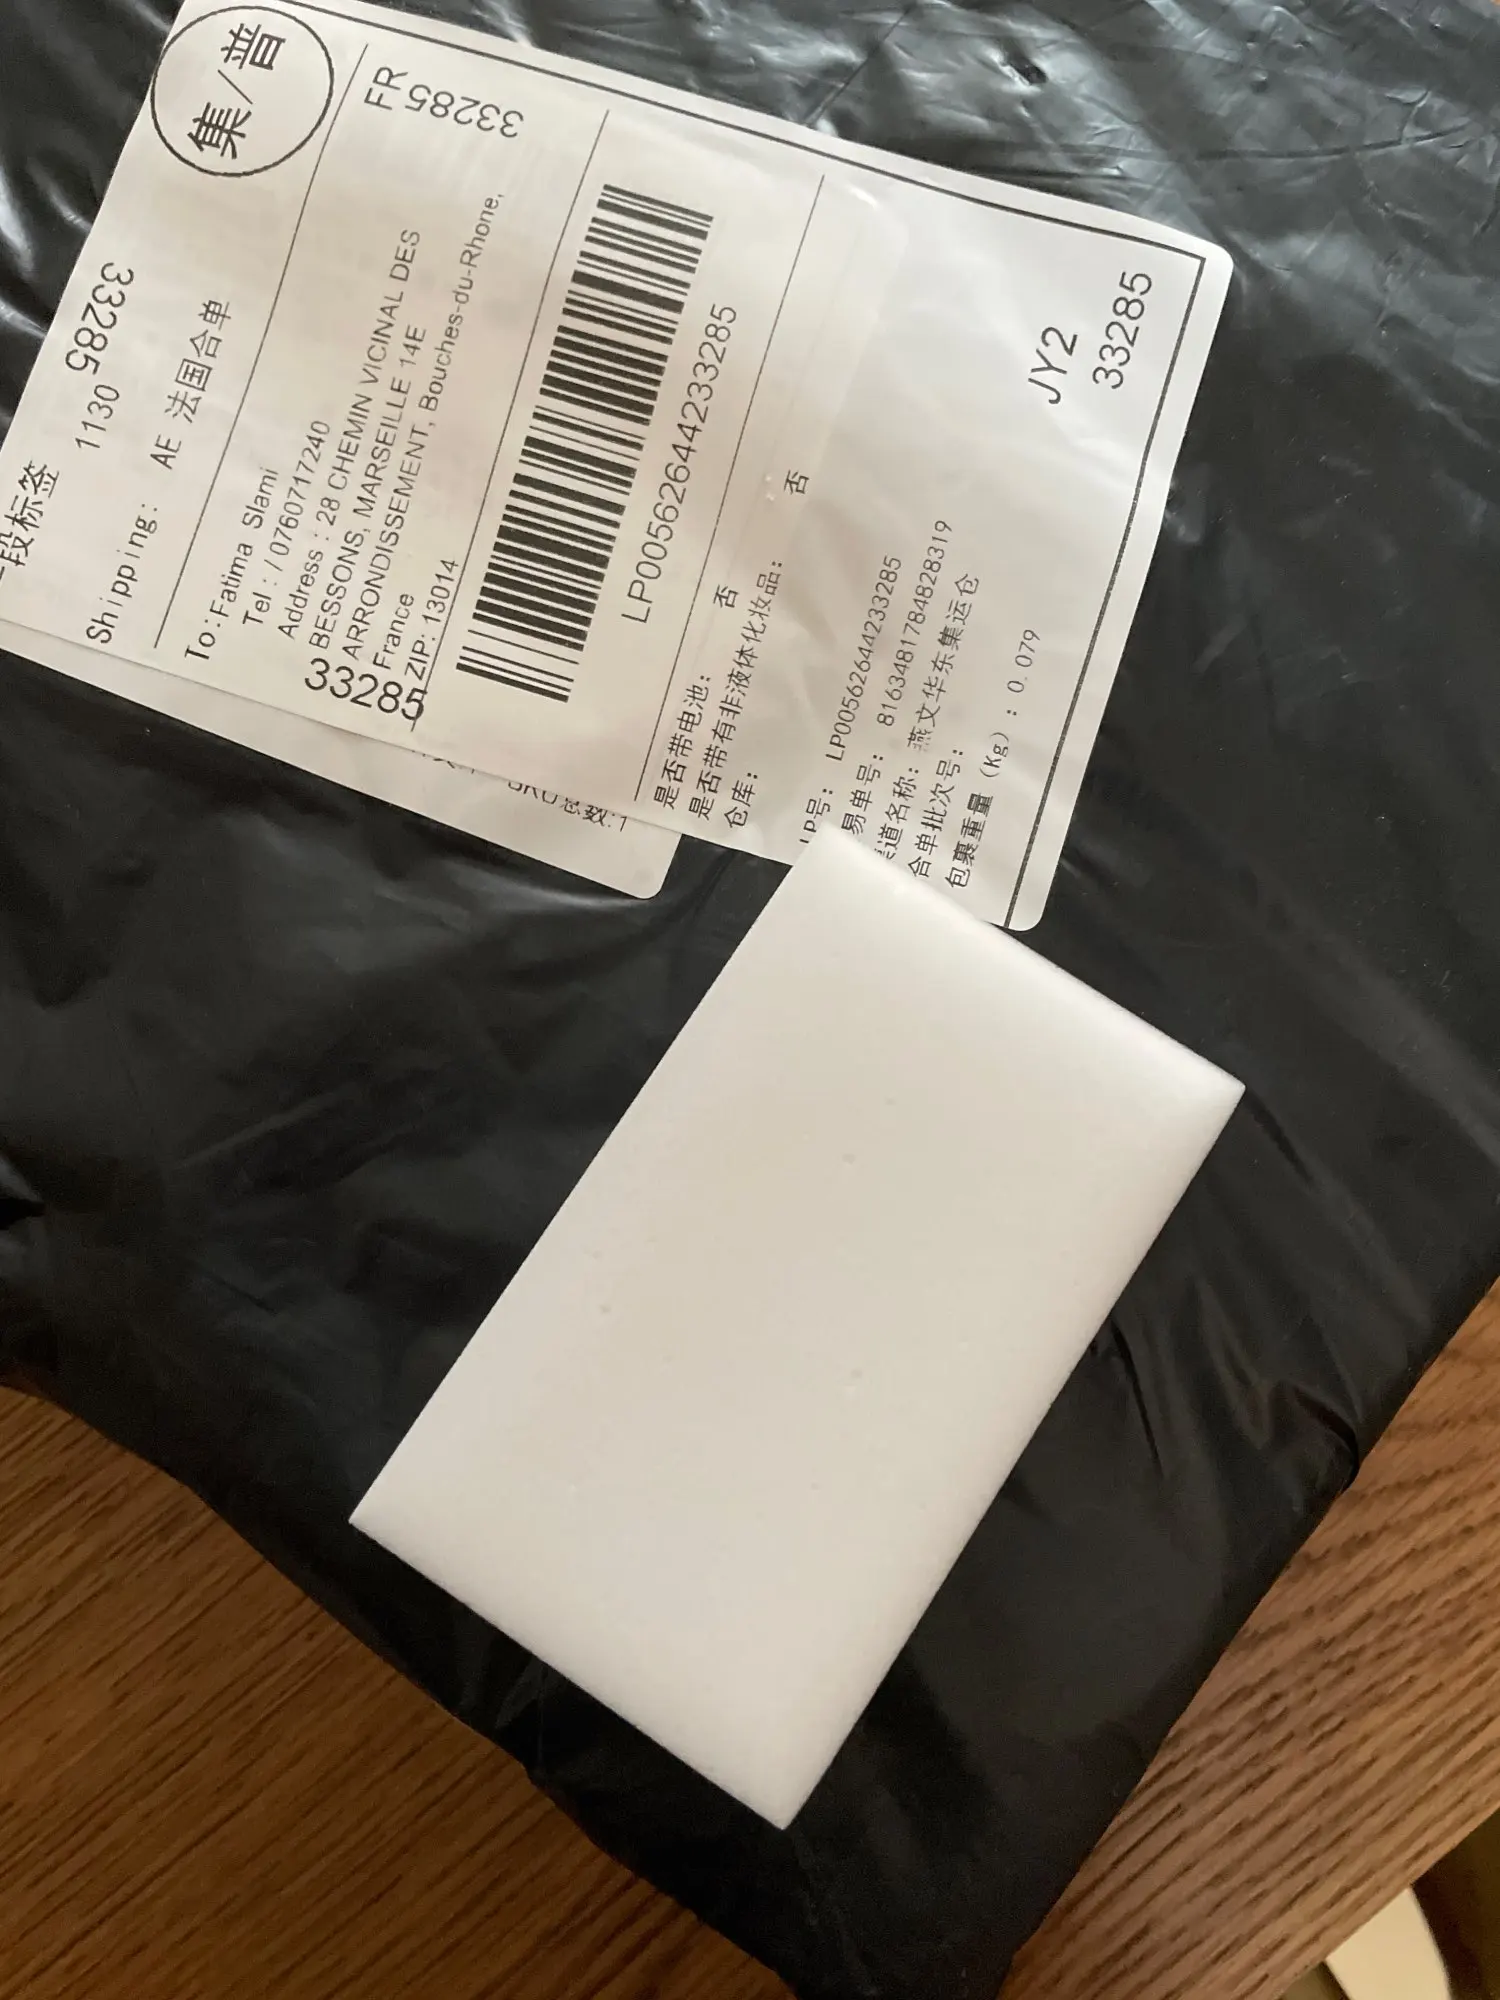 集/普
段标签
1130
33285
Shipping: AE 法国合单
FR
33285
To:Fatima Slami
Tel:/0760717240
Address:28 CHEMIN VICINAL DES
BESSONS, MARSEILLE 14E
ARRONDISSEMENT, Bouches-du-Rhone,
France
ZIP:13014
33285
LP00562644233285
是否带电池: 否
是否带有非液体化妆品: 否
仓库:
LP号: LP00562644233285
易单号: 8163481784828319
渠道名称: 燕文华东集运仓
合单批次号:
包裹重量(Kg): 0.079
JY2
33285
SKU总数:1